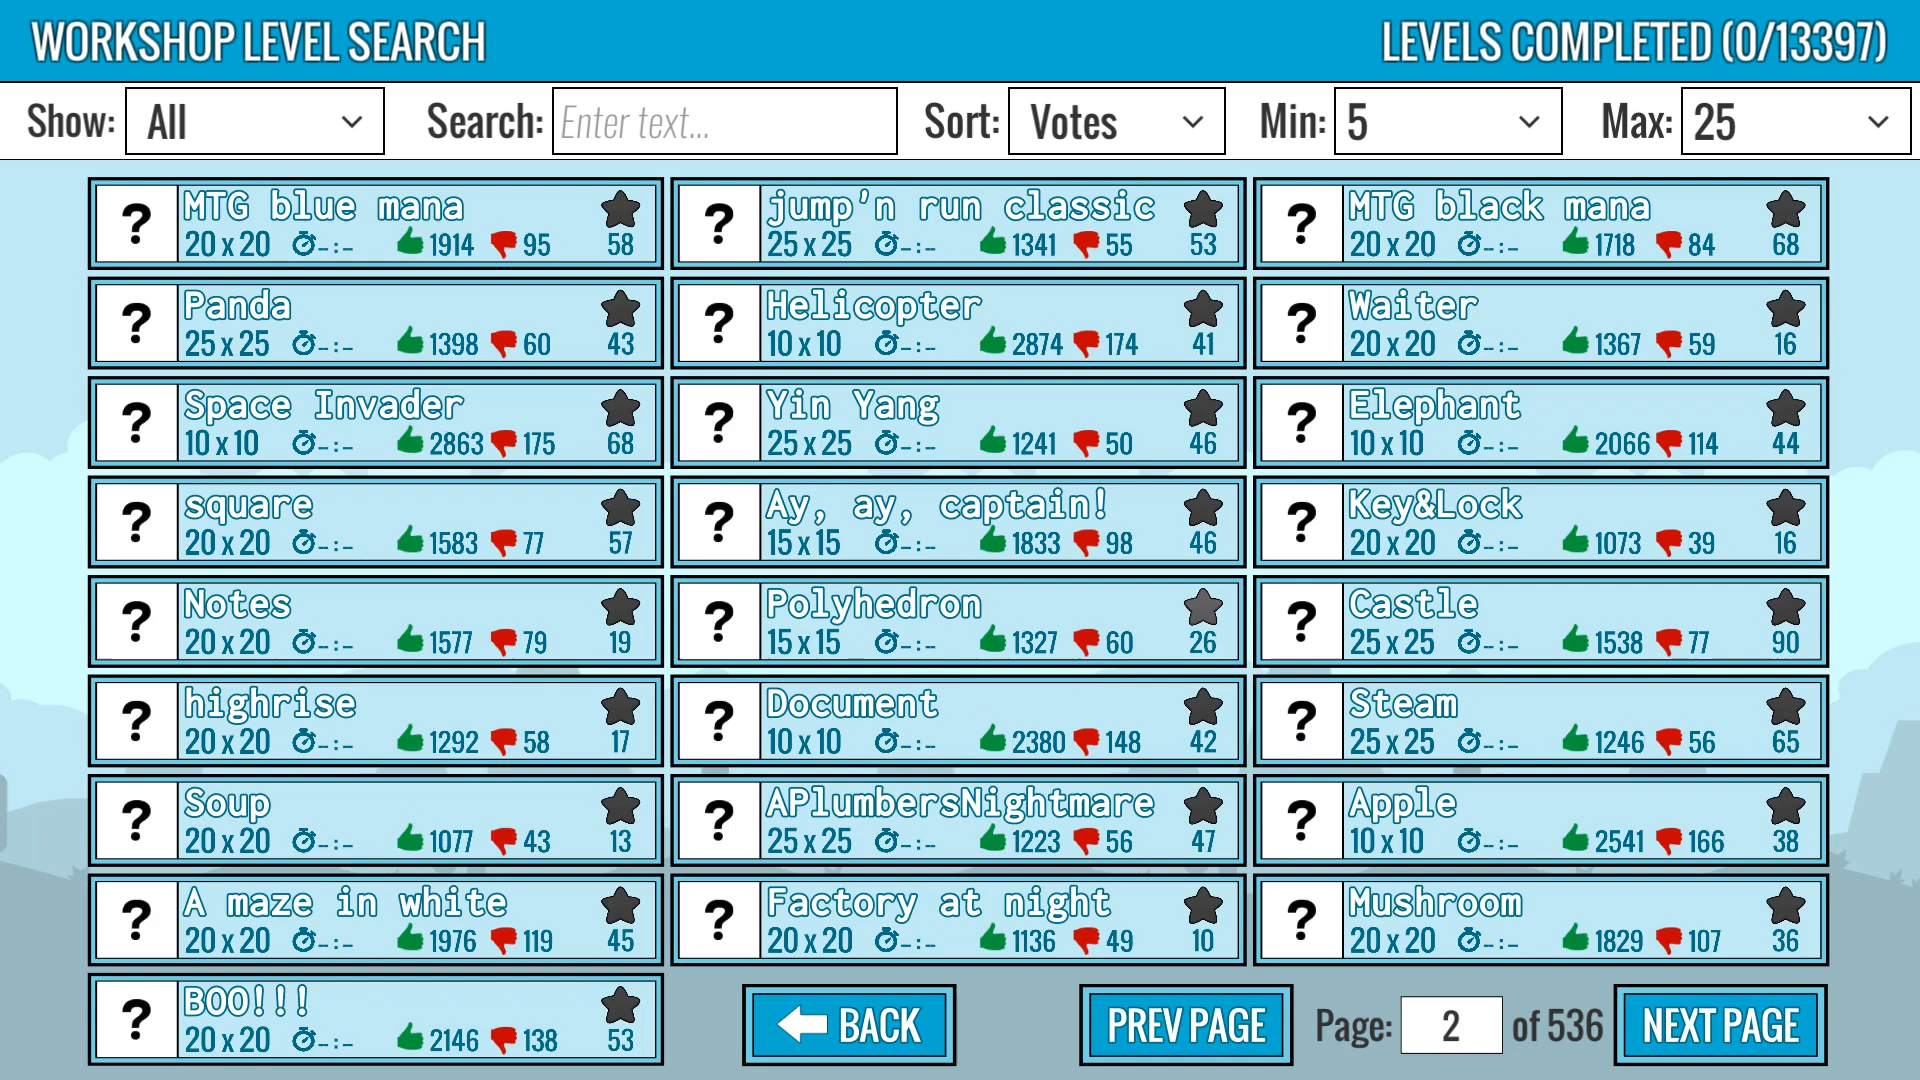 WORKSHOP LEVEL SEARCH
LEVELS COMPLETED (0/13397)
Show: All
Search: Enter text...
Sort: Votes
Min: 5
Max: 25
? MTG blue mana
20 x 20 -:- 1914 95 58
? jump'n run classic
25 x 25 -:- 1341 55 53
? MTG black mana
20 x 20 -:- 1718 84 68
? Panda
25 x 25 -:- 1398 60 43
? Helicopter
10 x 10 -:- 2874 174 41
? Waiter
20 x 20 -:- 1367 59 16
? Space Invader
10 x 10 -:- 2863 175 68
? Yin Yang
25 x 25 -:- 1241 50 46
? Elephant
10 x 10 -:- 2066 114 44
? square
20 x 20 -:- 1583 77 57
? Ay, ay, captain!
15 x 15 -:- 1833 98 46
? Key&Lock
20 x 20 -:- 1073 39 16
? Notes
20 x 20 -:- 1577 79 19
? Polyhedron
15 x 15 -:- 1327 60 26
? Castle
25 x 25 -:- 1538 77 90
? highrise
20 x 20 -:- 1292 58 17
? Document
10 x 10 -:- 2380 148 42
? Steam
25 x 25 -:- 1246 56 65
? Soup
20 x 20 -:- 1077 43 13
? APlumbersNightmare
25 x 25 -:- 1223 56 47
? Apple
10 x 10 -:- 2541 166 38
? A maze in white
20 x 20 -:- 1976 119 45
? Factory at night
20 x 20 -:- 1136 49 10
? Mushroom
20 x 20 -:- 1829 107 36
? BOO!!!
20 x 20 -:- 2146 138 53
BACK
PREV PAGE
Page: 2 of 536
NEXT PAGE